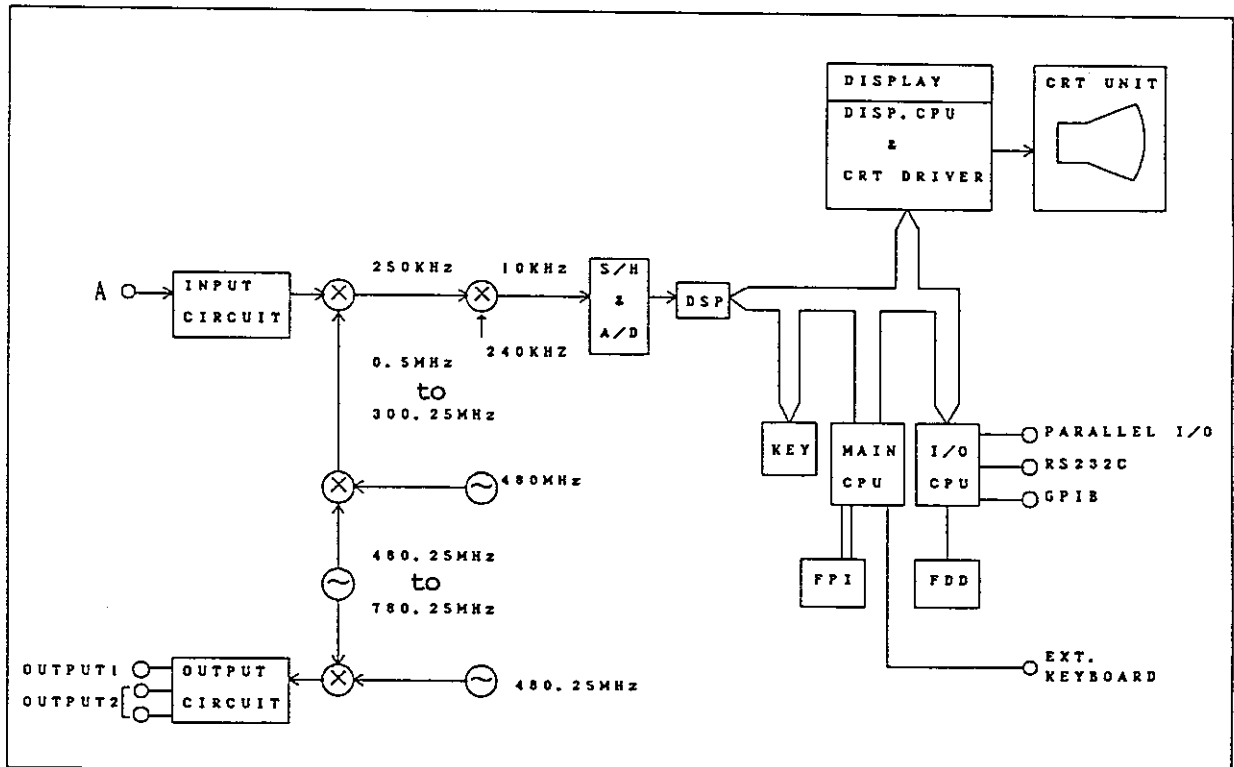 DISPLAY
DISP.CPU
&
CRT DRIVER
CRT UNIT
A
INPUT
CIRCUIT
250KHz
10KHz
240KHZ
S/H
&
A/D
DSP
0.5MHz
to
300.25MHz
480MHz
480.25MHz
to
780.25MHz
480.25MHz
OUTPUT1
OUTPUT2
OUTPUT
CIRCUIT
KEY
MAIN
CPU
I/O
CPU
PARALLEL I/O
RS232C
GPIB
FPI
FDD
EXT.
KEYBOARD